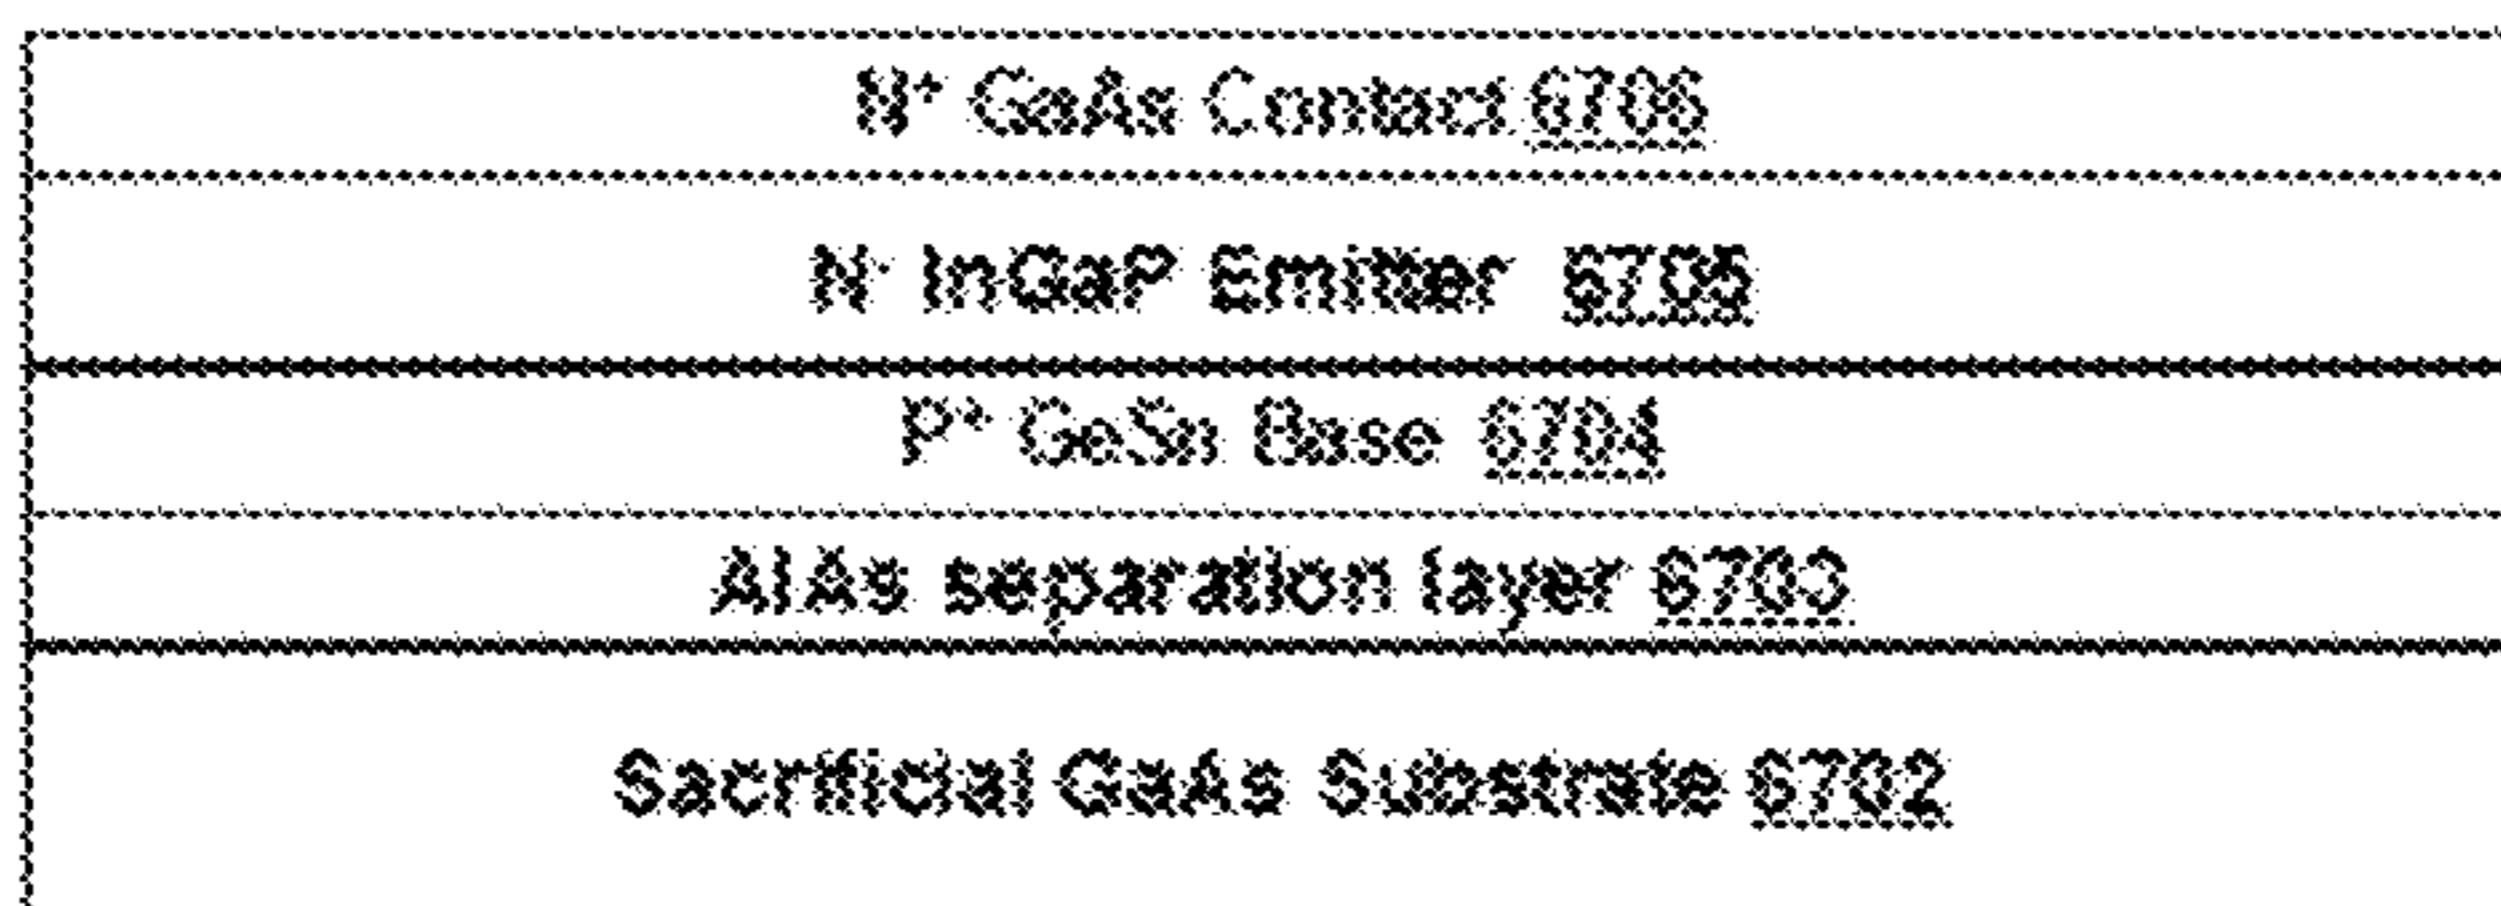 N⁺ GaAs Contact 6706
N⁻ InGaP Emitter 6705
P⁺ GeSn Base 6704
AlAs separation layer 6703
Sacrificial GaAs Substrate 6702